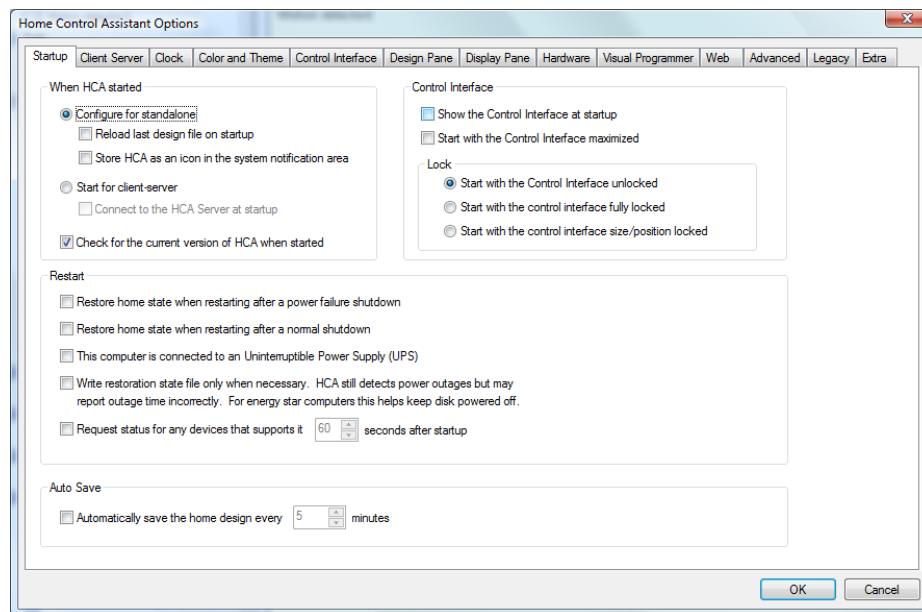 Home Control Assistant Options
Startup Client Server Clock Color and Theme Control Interface Design Pane Display Pane Hardware Visual Programmer Web Advanced Legacy Extra
When HCA started
Configure for standalone
Reload last design file on startup
Store HCA as an icon in the system notification area
Start for client-server
Connect to the HCA Server at startup
Check for the current version of HCA when started
Control Interface
Show the Control Interface at startup
Start with the Control Interface maximized
Lock
Start with the Control Interface unlocked
Start with the control interface fully locked
Start with the control interface size/position locked
Restart
Restore home state when restarting after a power failure shutdown
Restore home state when restarting after a normal shutdown
This computer is connected to an Uninterruptible Power Supply (UPS)
Write restoration state file only when necessary. HCA still detects power outages but may
report outage time incorrectly. For energy star computers this helps keep disk powered off.
Request status for any devices that supports it 60 seconds after startup
Auto Save
Automatically save the home design every 5 minutes
OK Cancel